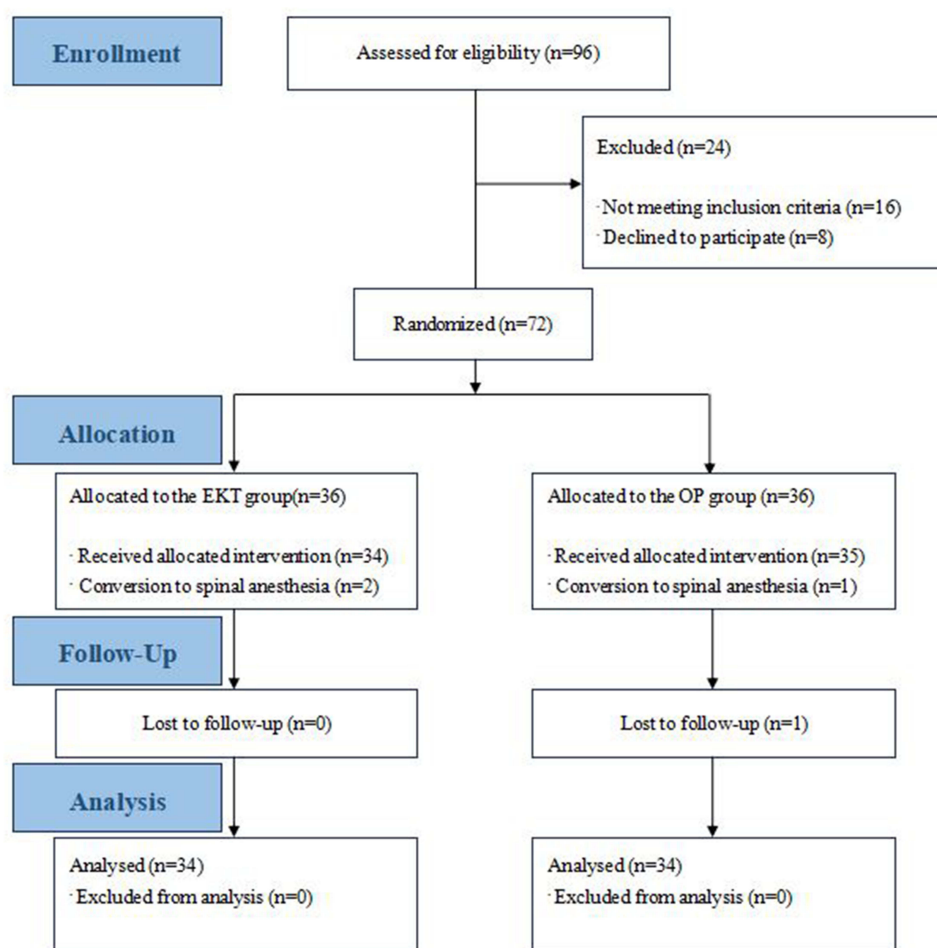 Enrollment
Assessed for eligibility (n=96)
Excluded (n=24)
· Not meeting inclusion criteria (n=16)
· Declined to participate (n=8)
Randomized (n=72)
Allocation
Allocated to the EKT group(n=36)
· Received allocated intervention (n=34)
· Conversion to spinal anesthesia (n=2)
Allocated to the OP group (n=36)
· Received allocated intervention (n=35)
· Conversion to spinal anesthesia (n=1)
Follow-Up
Lost to follow-up (n=0)
Lost to follow-up (n=1)
Analysis
Analysed (n=34)
· Excluded from analysis (n=0)
Analysed (n=34)
· Excluded from analysis (n=0)